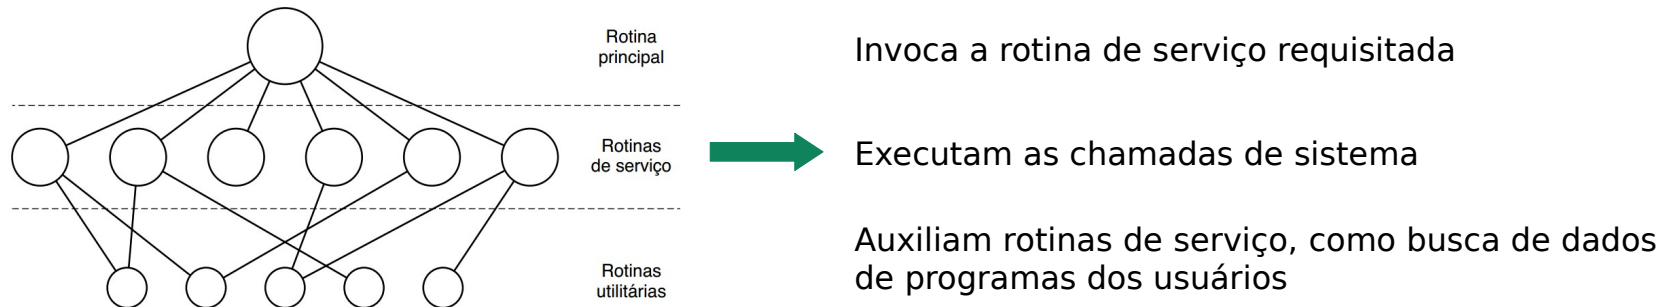 Rotina
principal
Invoca a rotina de serviço requisitada
Rotinas
de serviço
Executam as chamadas de sistema
Rotinas
utilitárias
Auxiliam rotinas de serviço, como busca de dados
de programas dos usuários